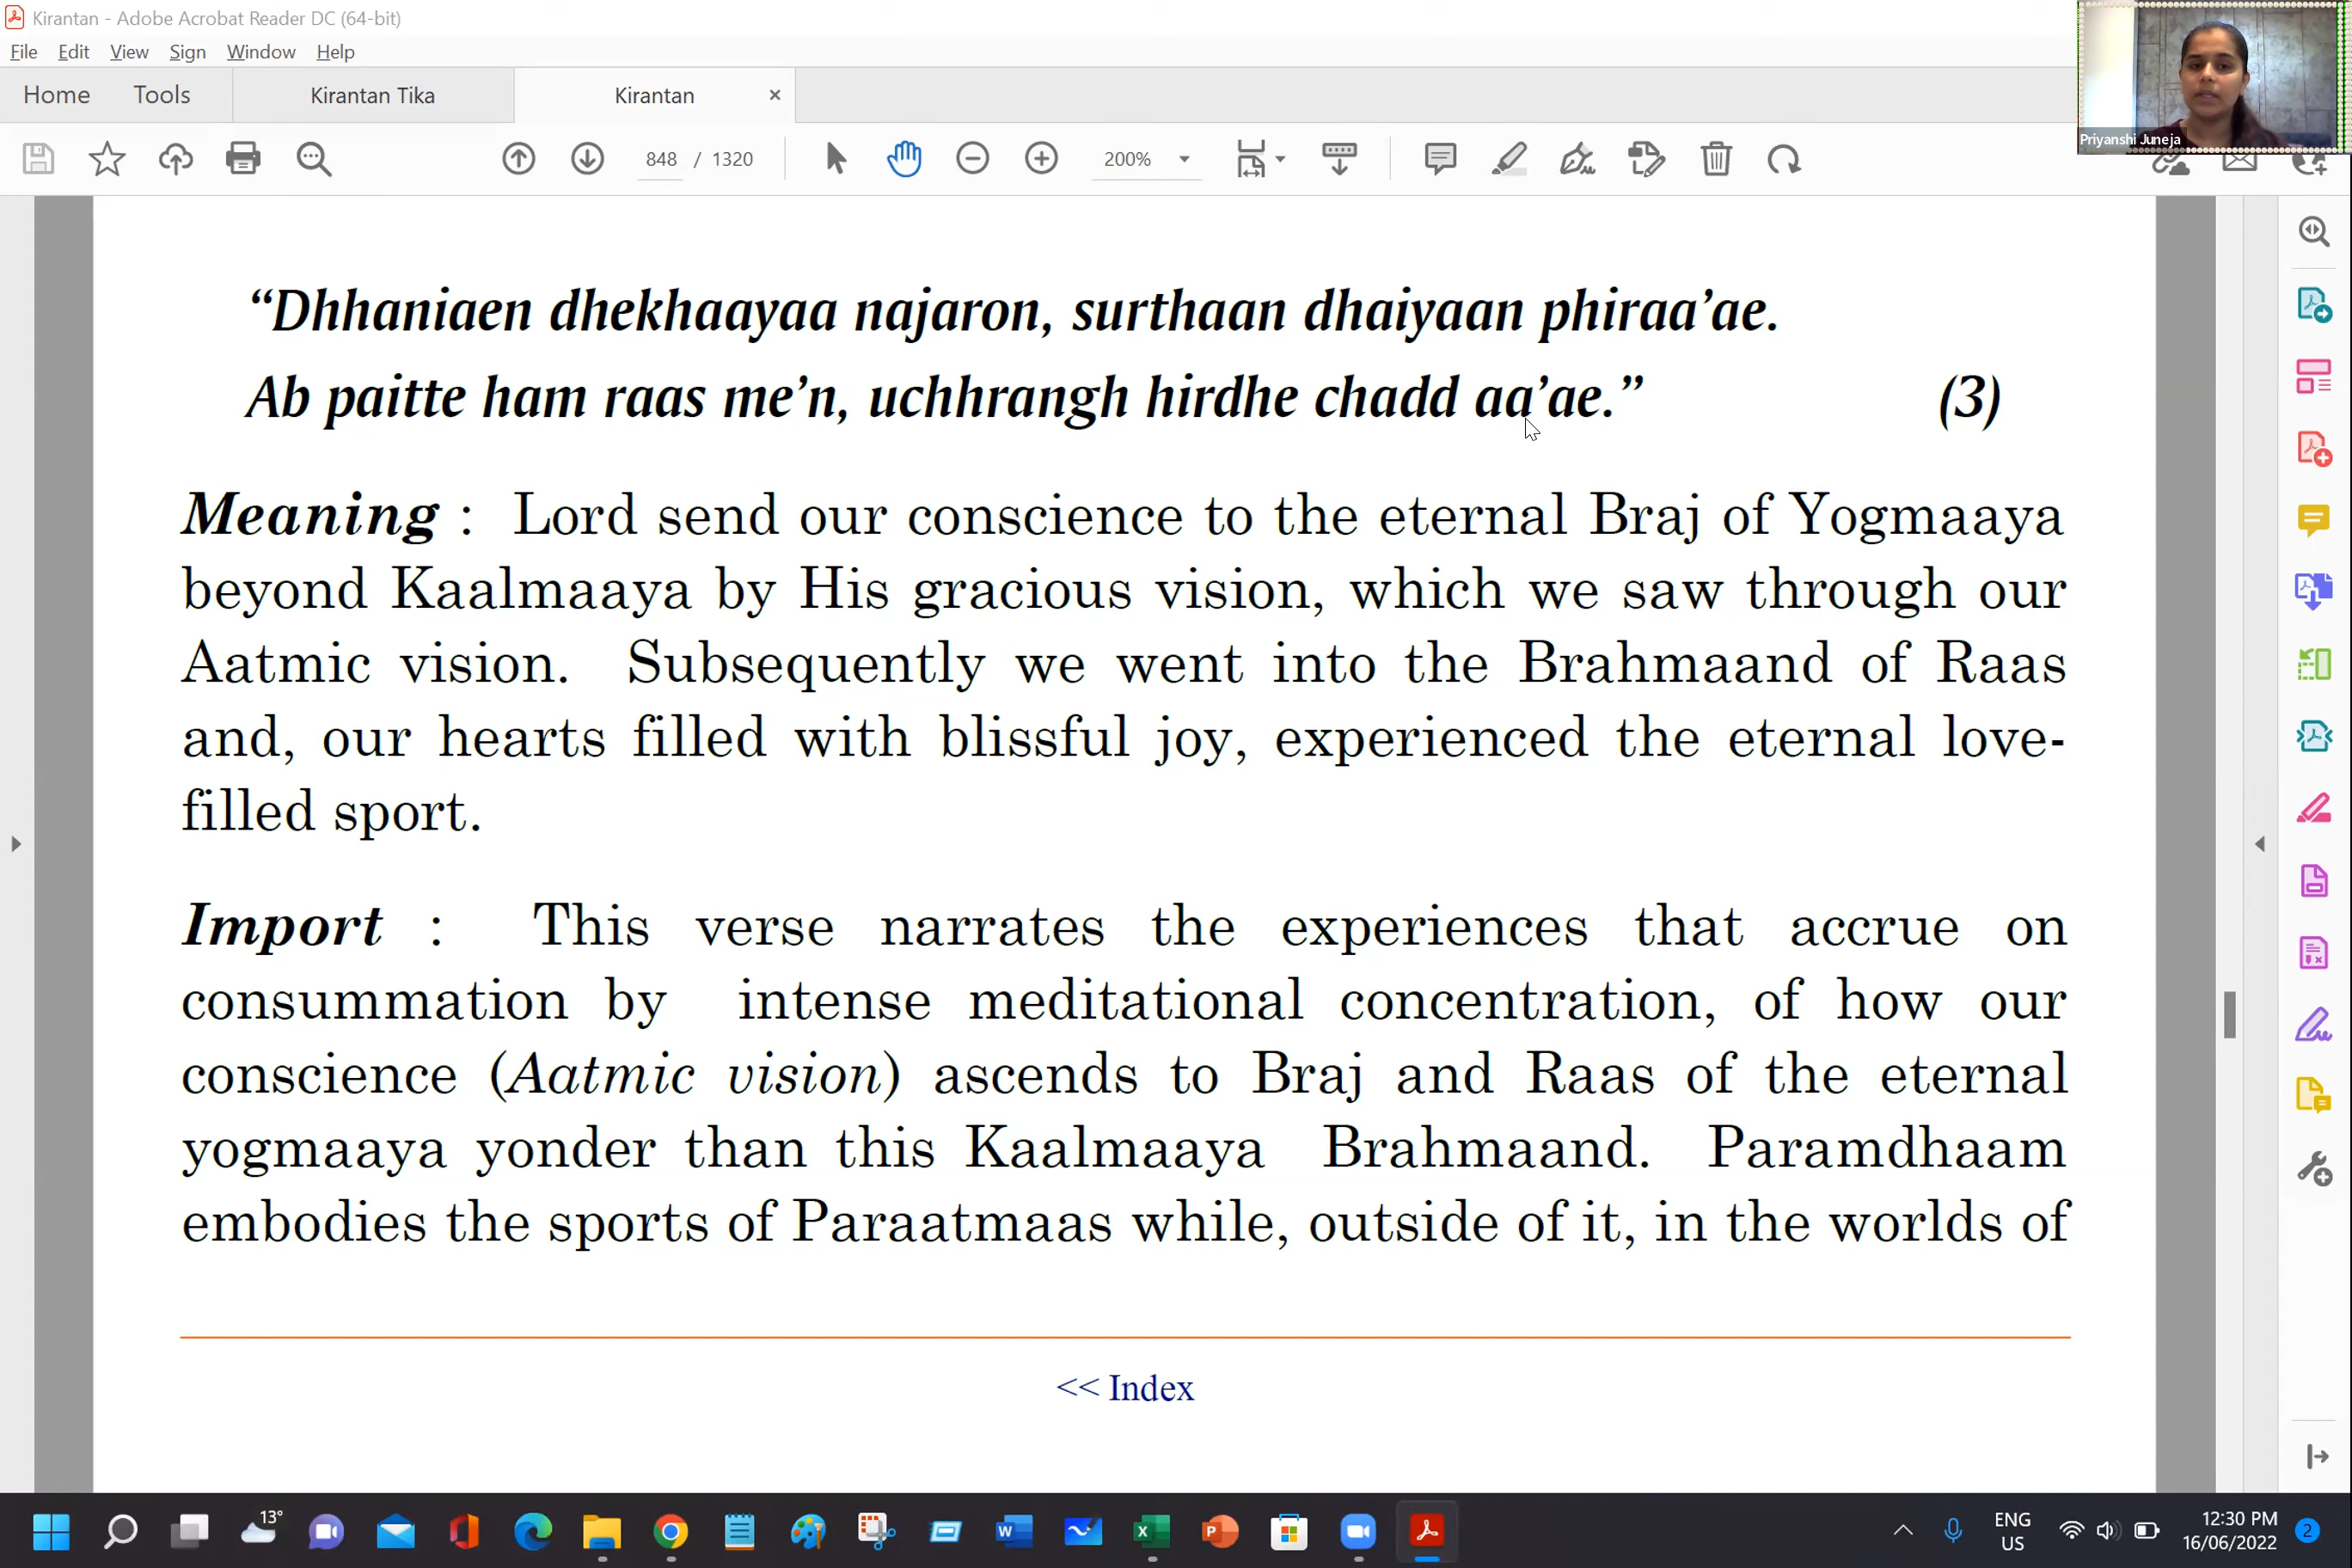 Kirantan - Adobe Acrobat Reader DC (64-bit)
File Edit View Sign Window Help
Home Tools Kirantan Tika Kirantan ×
848 / 1320 200%
Priyanshi Juneja
“Dhhaniaen dhekhaayaa najaron, surthaan dhaiyaan phiraa’ae.
Ab paitte ham raas me’n, uchhrangh hirdhe chadd aa’ae.” (3)
Meaning : Lord send our conscience to the eternal Braj of Yogmaaya
beyond Kaalmaaya by His gracious vision, which we saw through our
Aatmic vision. Subsequently we went into the Brahmaand of Raas
and, our hearts filled with blissful joy, experienced the eternal love-
filled sport.
Import : This verse narrates the experiences that accrue on
consummation by intense meditational concentration, of how our
conscience (Aatmic vision) ascends to Braj and Raas of the eternal
yogmaaya yonder than this Kaalmaaya Brahmaand. Paramdhaam
embodies the sports of Paraatmaas while, outside of it, in the worlds of
<< Index
13°
ENG
US
12:30 PM
16/06/2022
2